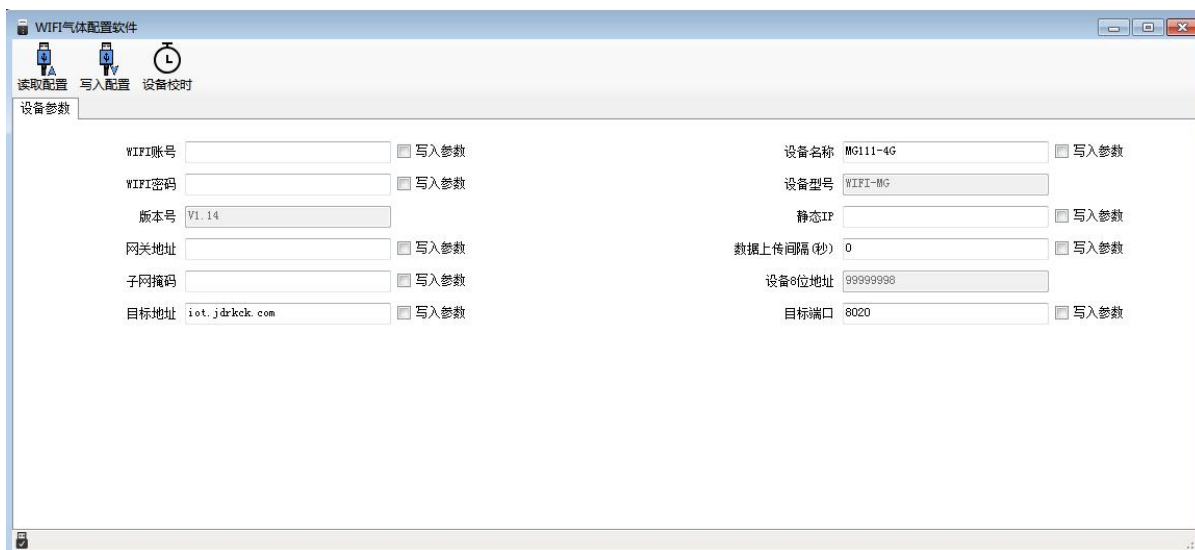 WIFI气体配置软件
读取配置 写入配置 设备校时
设备参数
WIFI账号 写入参数 设备名称 MG111-4G 写入参数
WIFI密码 写入参数 设备型号 WIFI-MG
版本号 V1.14 静态IP 写入参数
网关地址 写入参数 数据上传间隔(秒) 0 写入参数
子网掩码 写入参数 设备8位地址 99999998
目标地址 iot.jdrkck.com 写入参数 目标端口 8020 写入参数